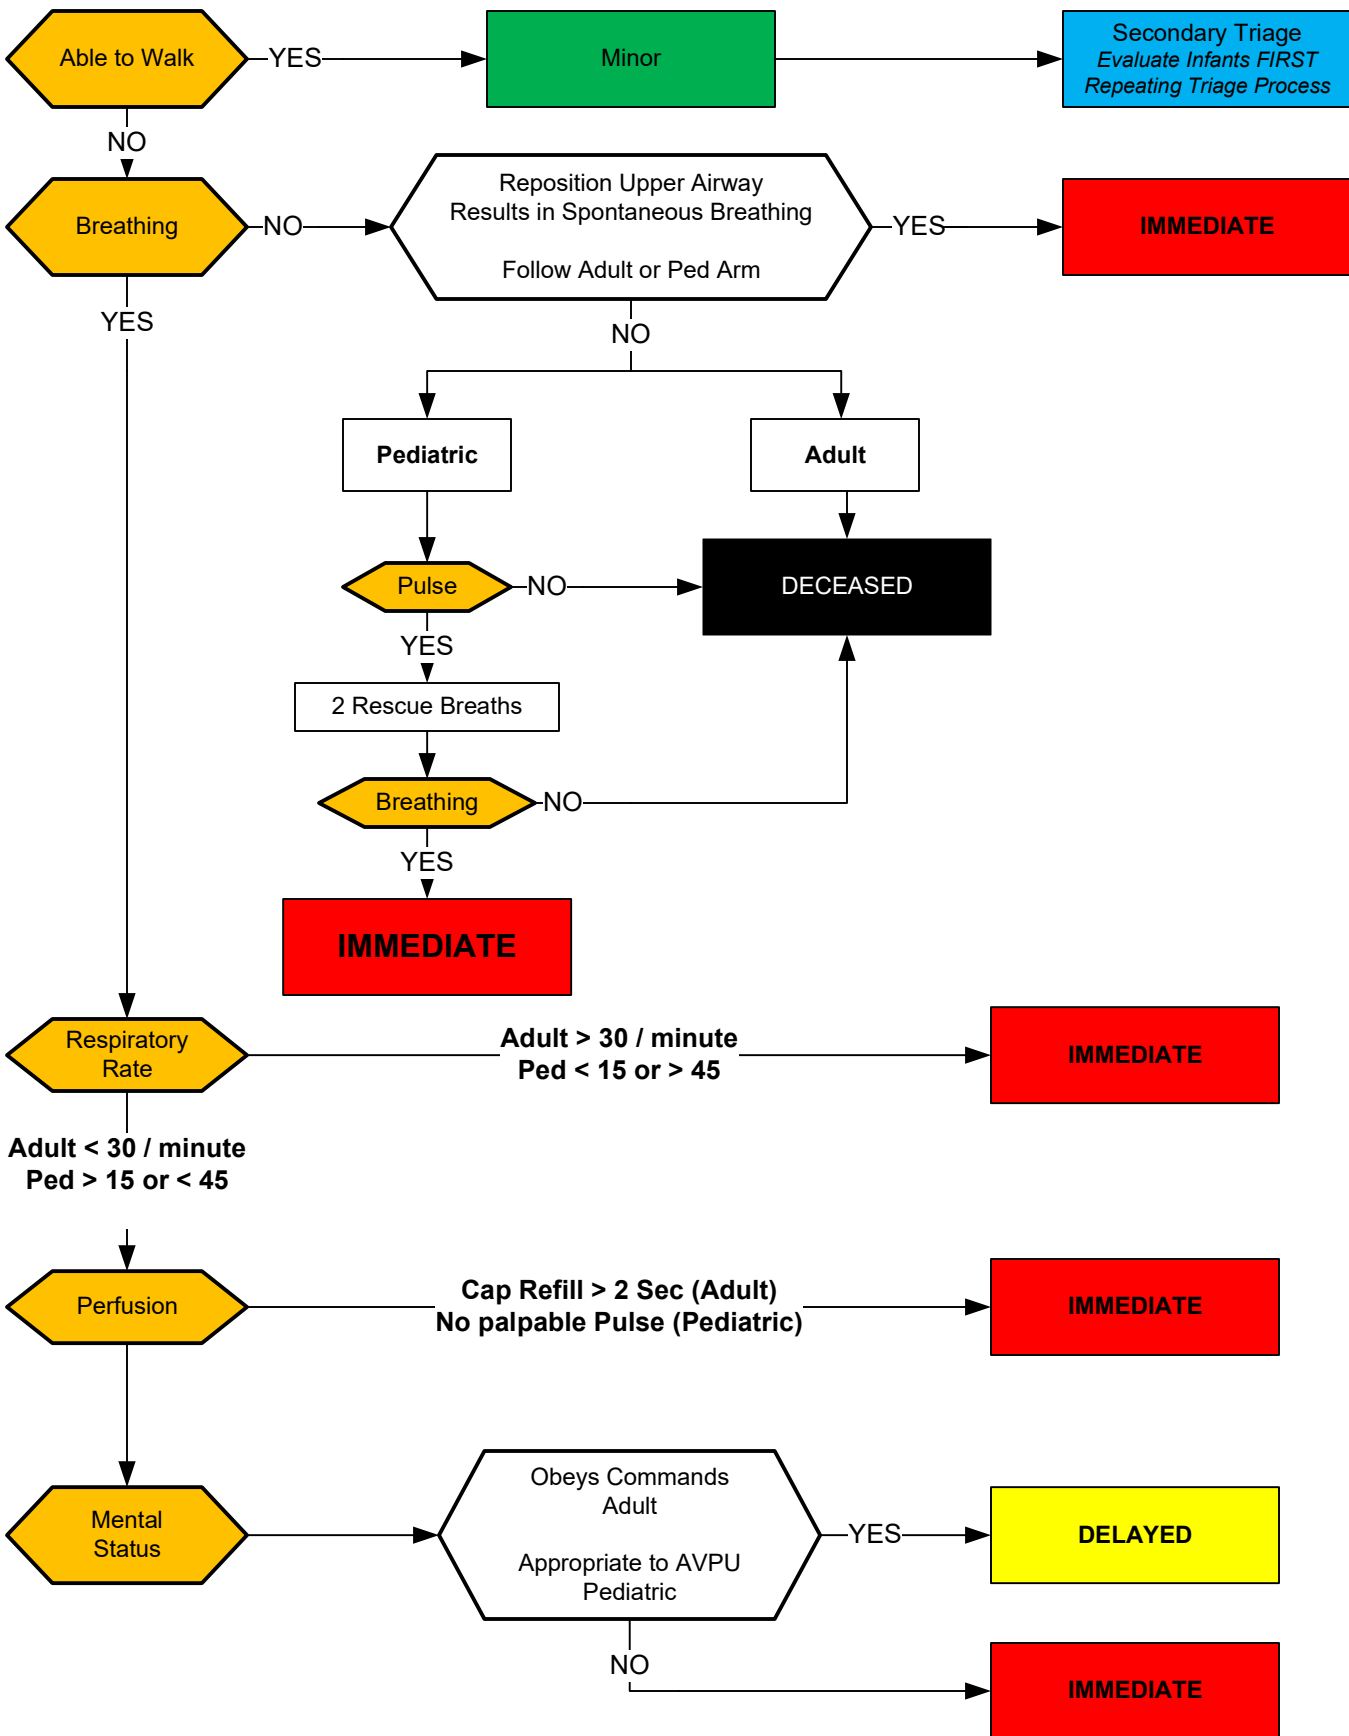 Able to Walk
YES
Minor
Secondary Triage
Evaluate Infants FIRST
Repeating Triage Process
NO
Breathing
NO
Reposition Upper Airway
Results in Spontaneous Breathing
Follow Adult or Ped Arm
YES
IMMEDIATE
YES
NO
Pediatric
Adult
Pulse
NO
DECEASED
YES
2 Rescue Breaths
Breathing
NO
YES
IMMEDIATE
Respiratory
Rate
Adult > 30 / minute
Ped < 15 or > 45
IMMEDIATE
Adult < 30 / minute
Ped > 15 or < 45
Perfusion
Cap Refill > 2 Sec (Adult)
No palpable Pulse (Pediatric)
IMMEDIATE
Mental
Status
Obeys Commands
Adult
Appropriate to AVPU
Pediatric
YES
DELAYED
NO
IMMEDIATE